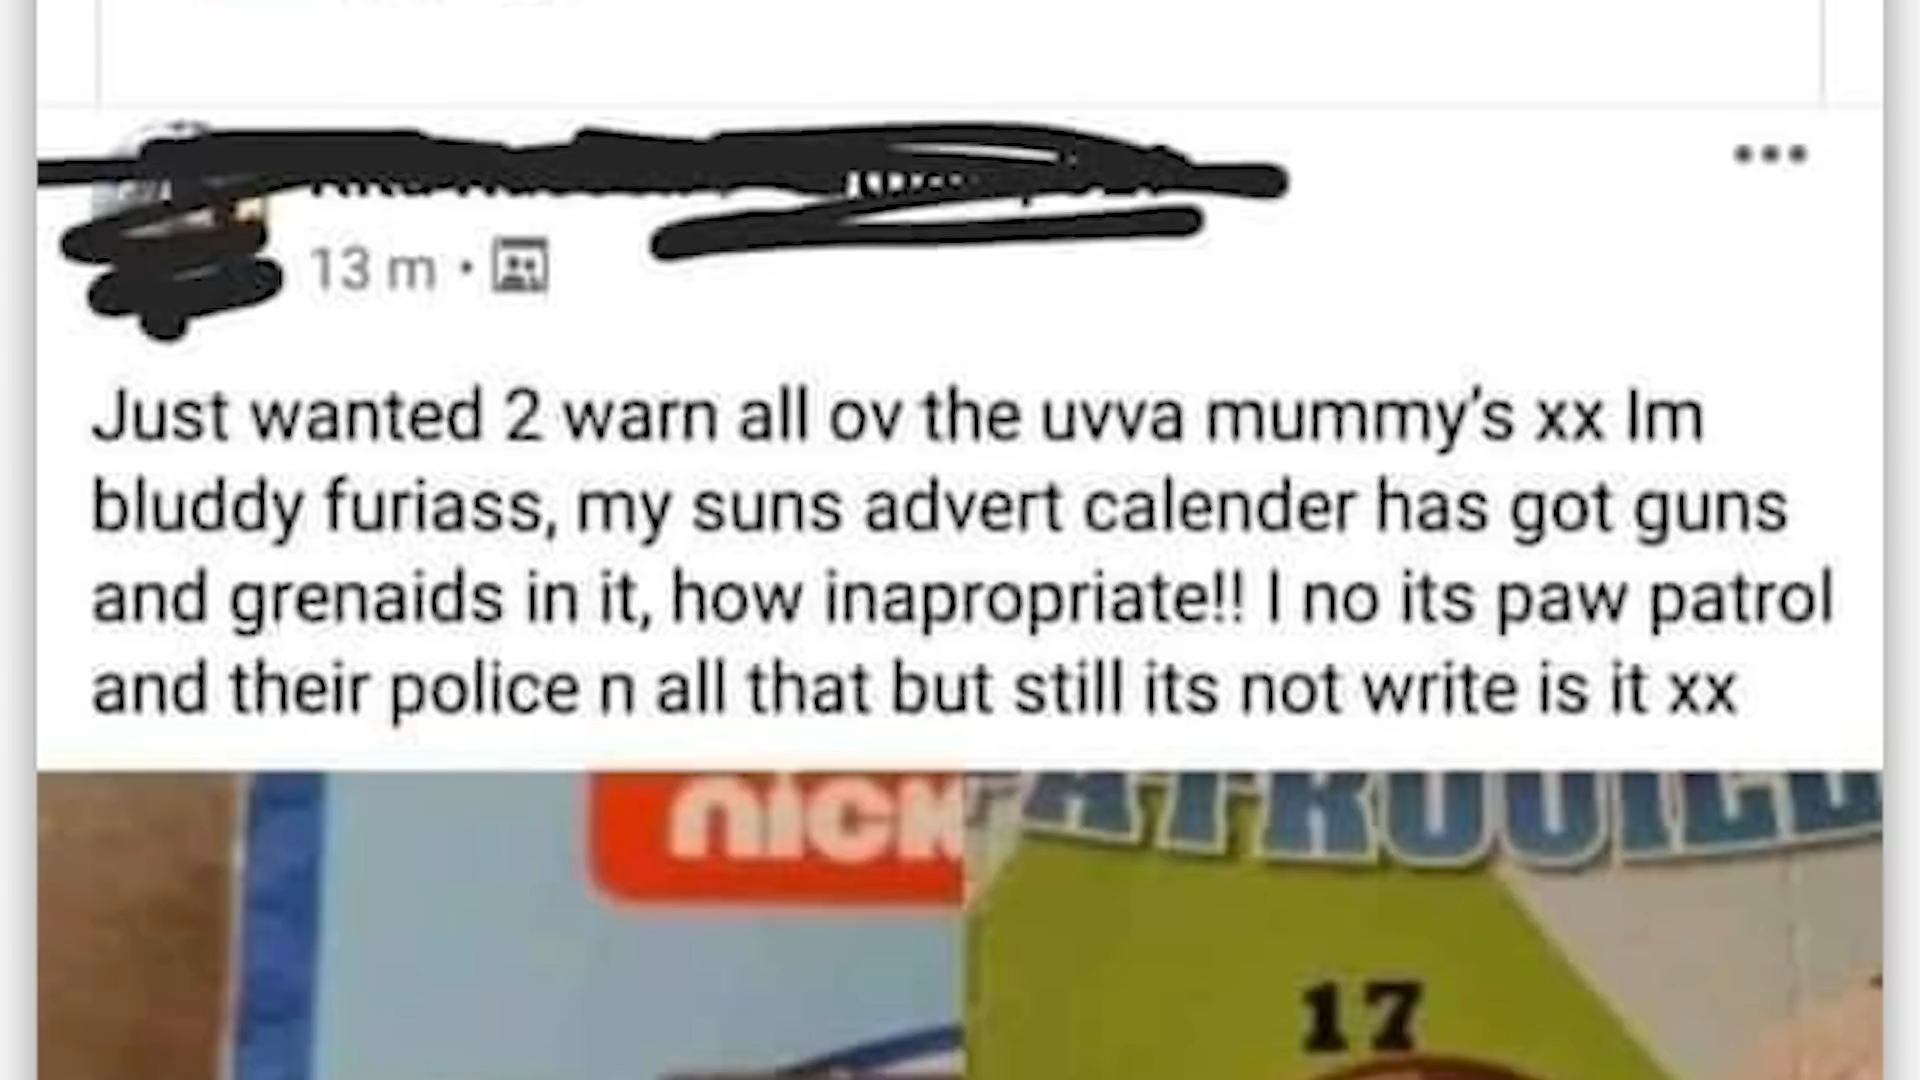 13 m
Just wanted 2 warn all ov the uvva mummy's xx Im
bluddy furiass, my suns advert calender has got guns
and grenaids in it, how inapropriate!! I no its paw patrol
and their police n all that but still its not write is it xx
nick
17